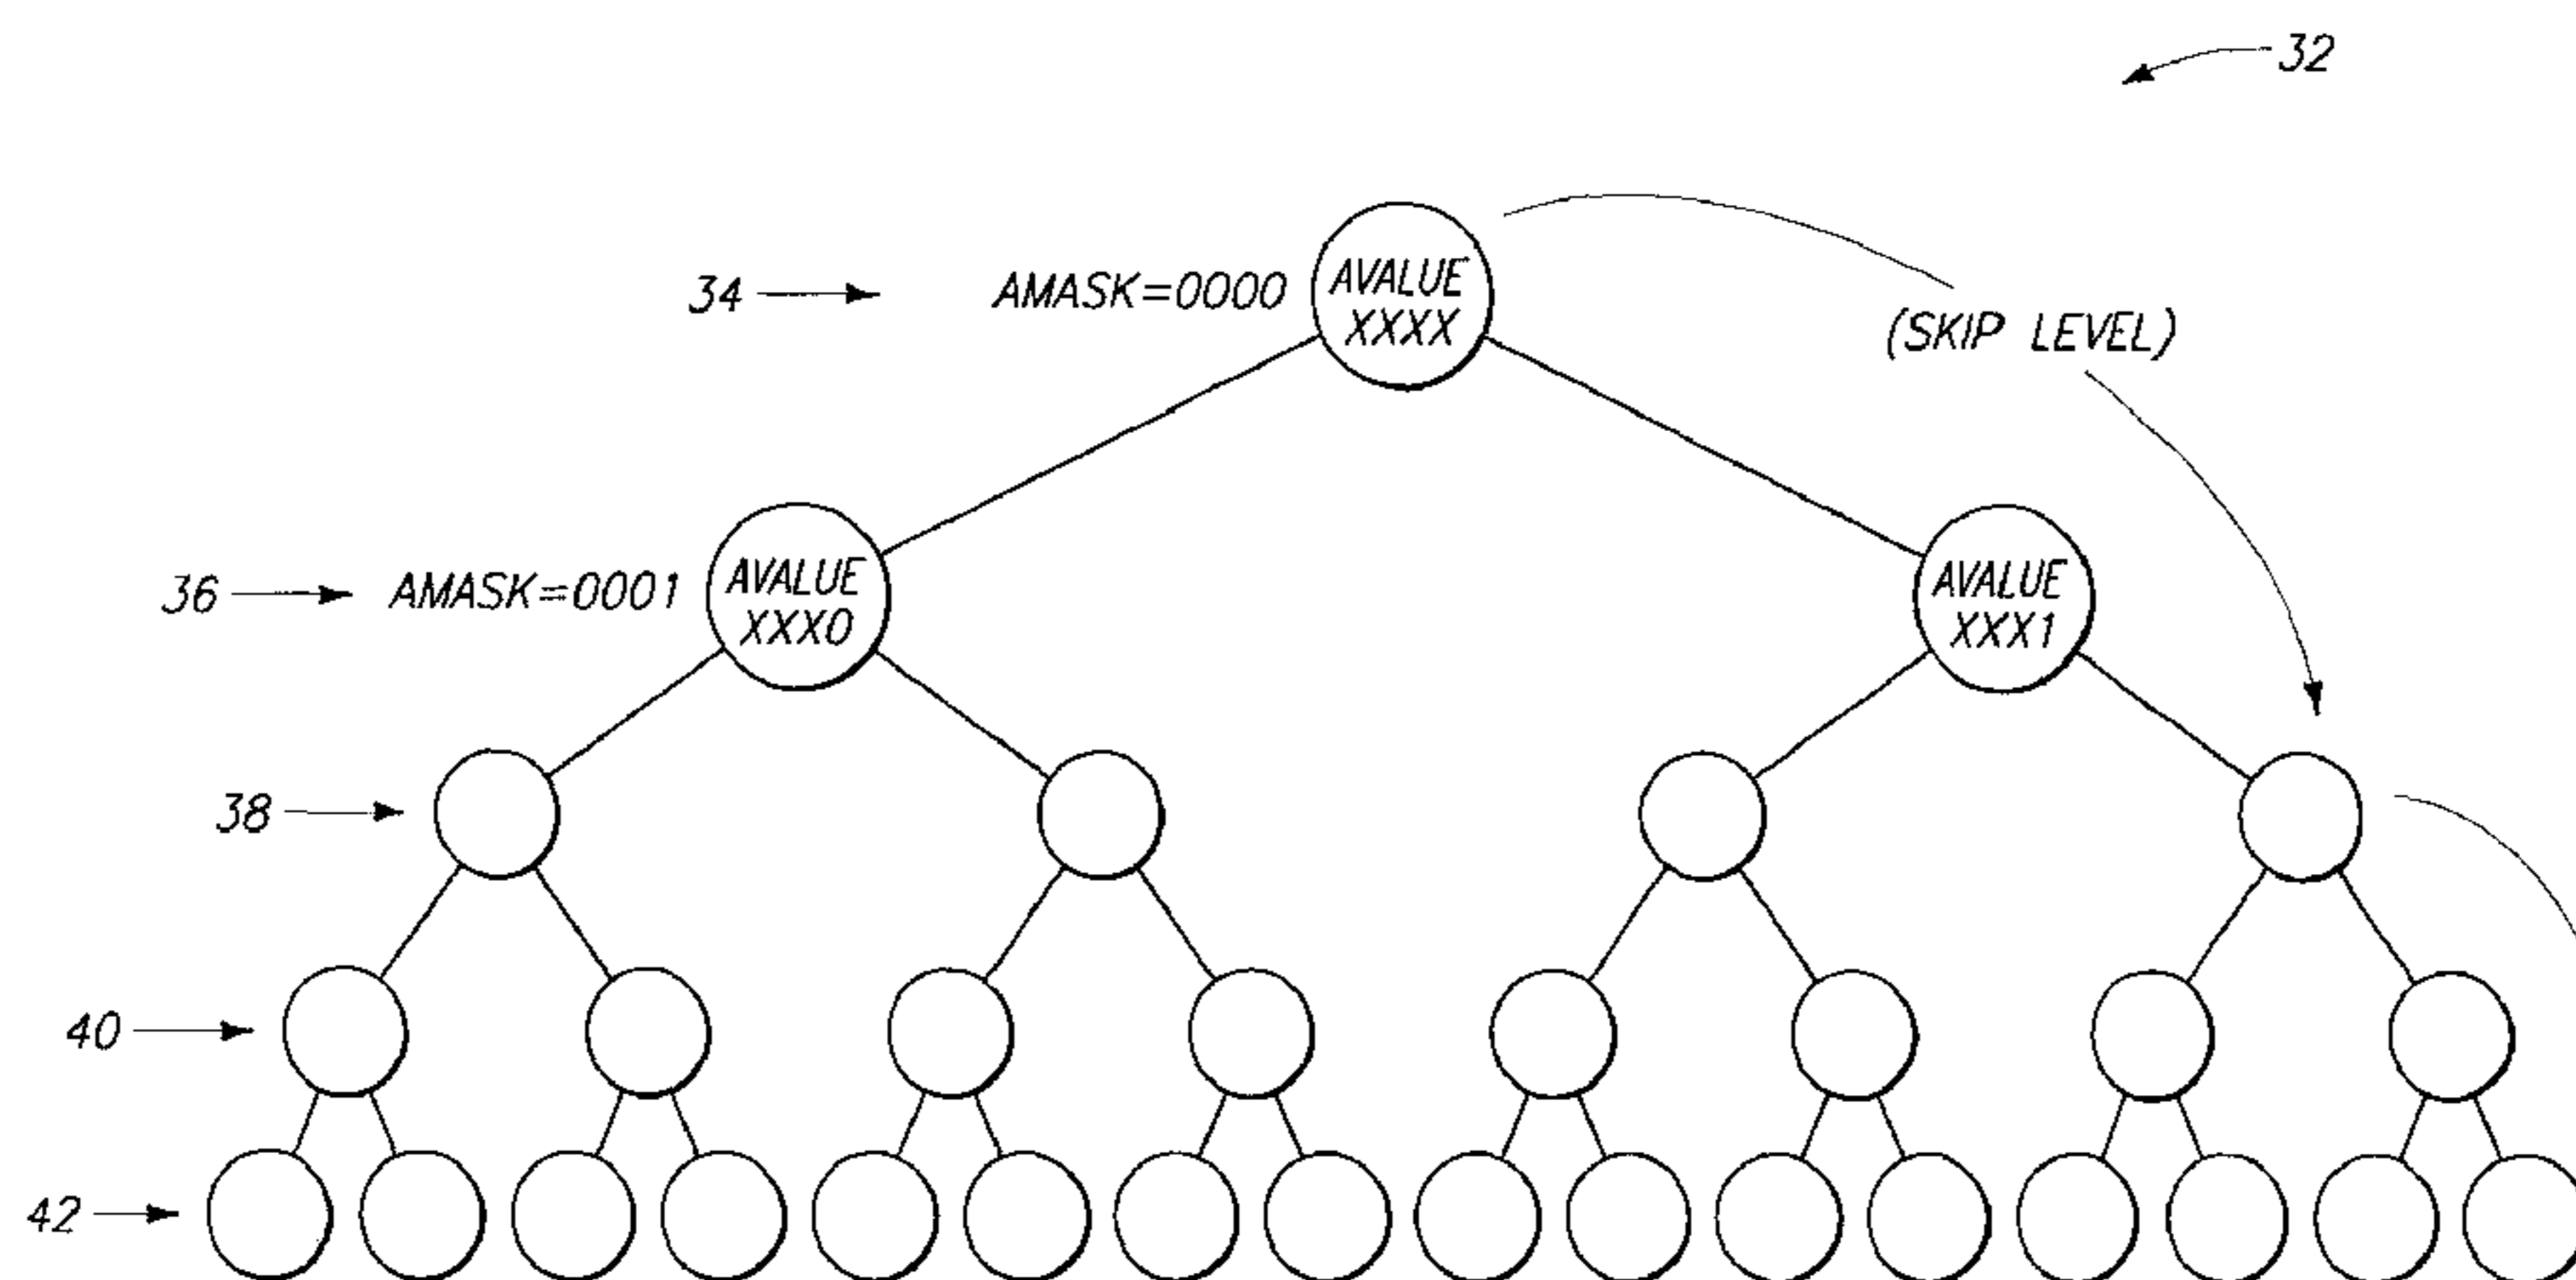 32
34
AMASK=0000
AVALUE
XXXX
(SKIP LEVEL)
36
AMASK=0001
AVALUE
XXX0
AVALUE
XXX1
38
40
42